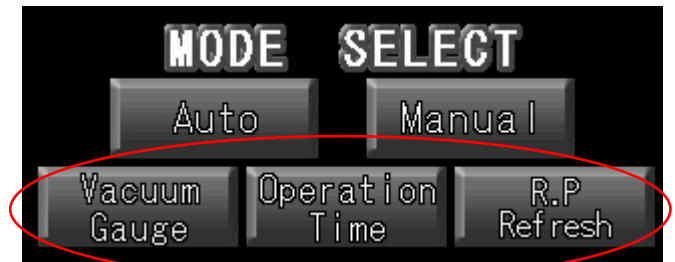 MODE SELECT
Auto
Manual
Vacuum
Gauge
Operation
Time
R.P
Refresh